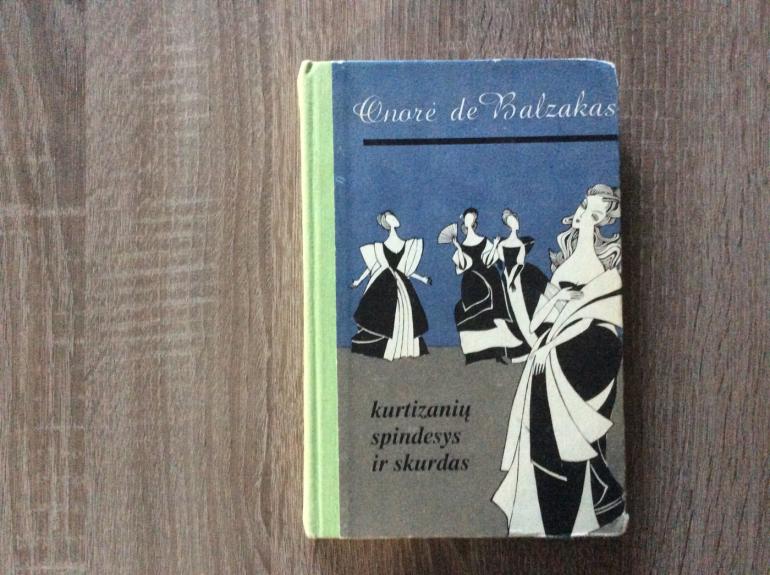 Onorė de Balzakas
kurtizanių
spindesys
ir skurdas